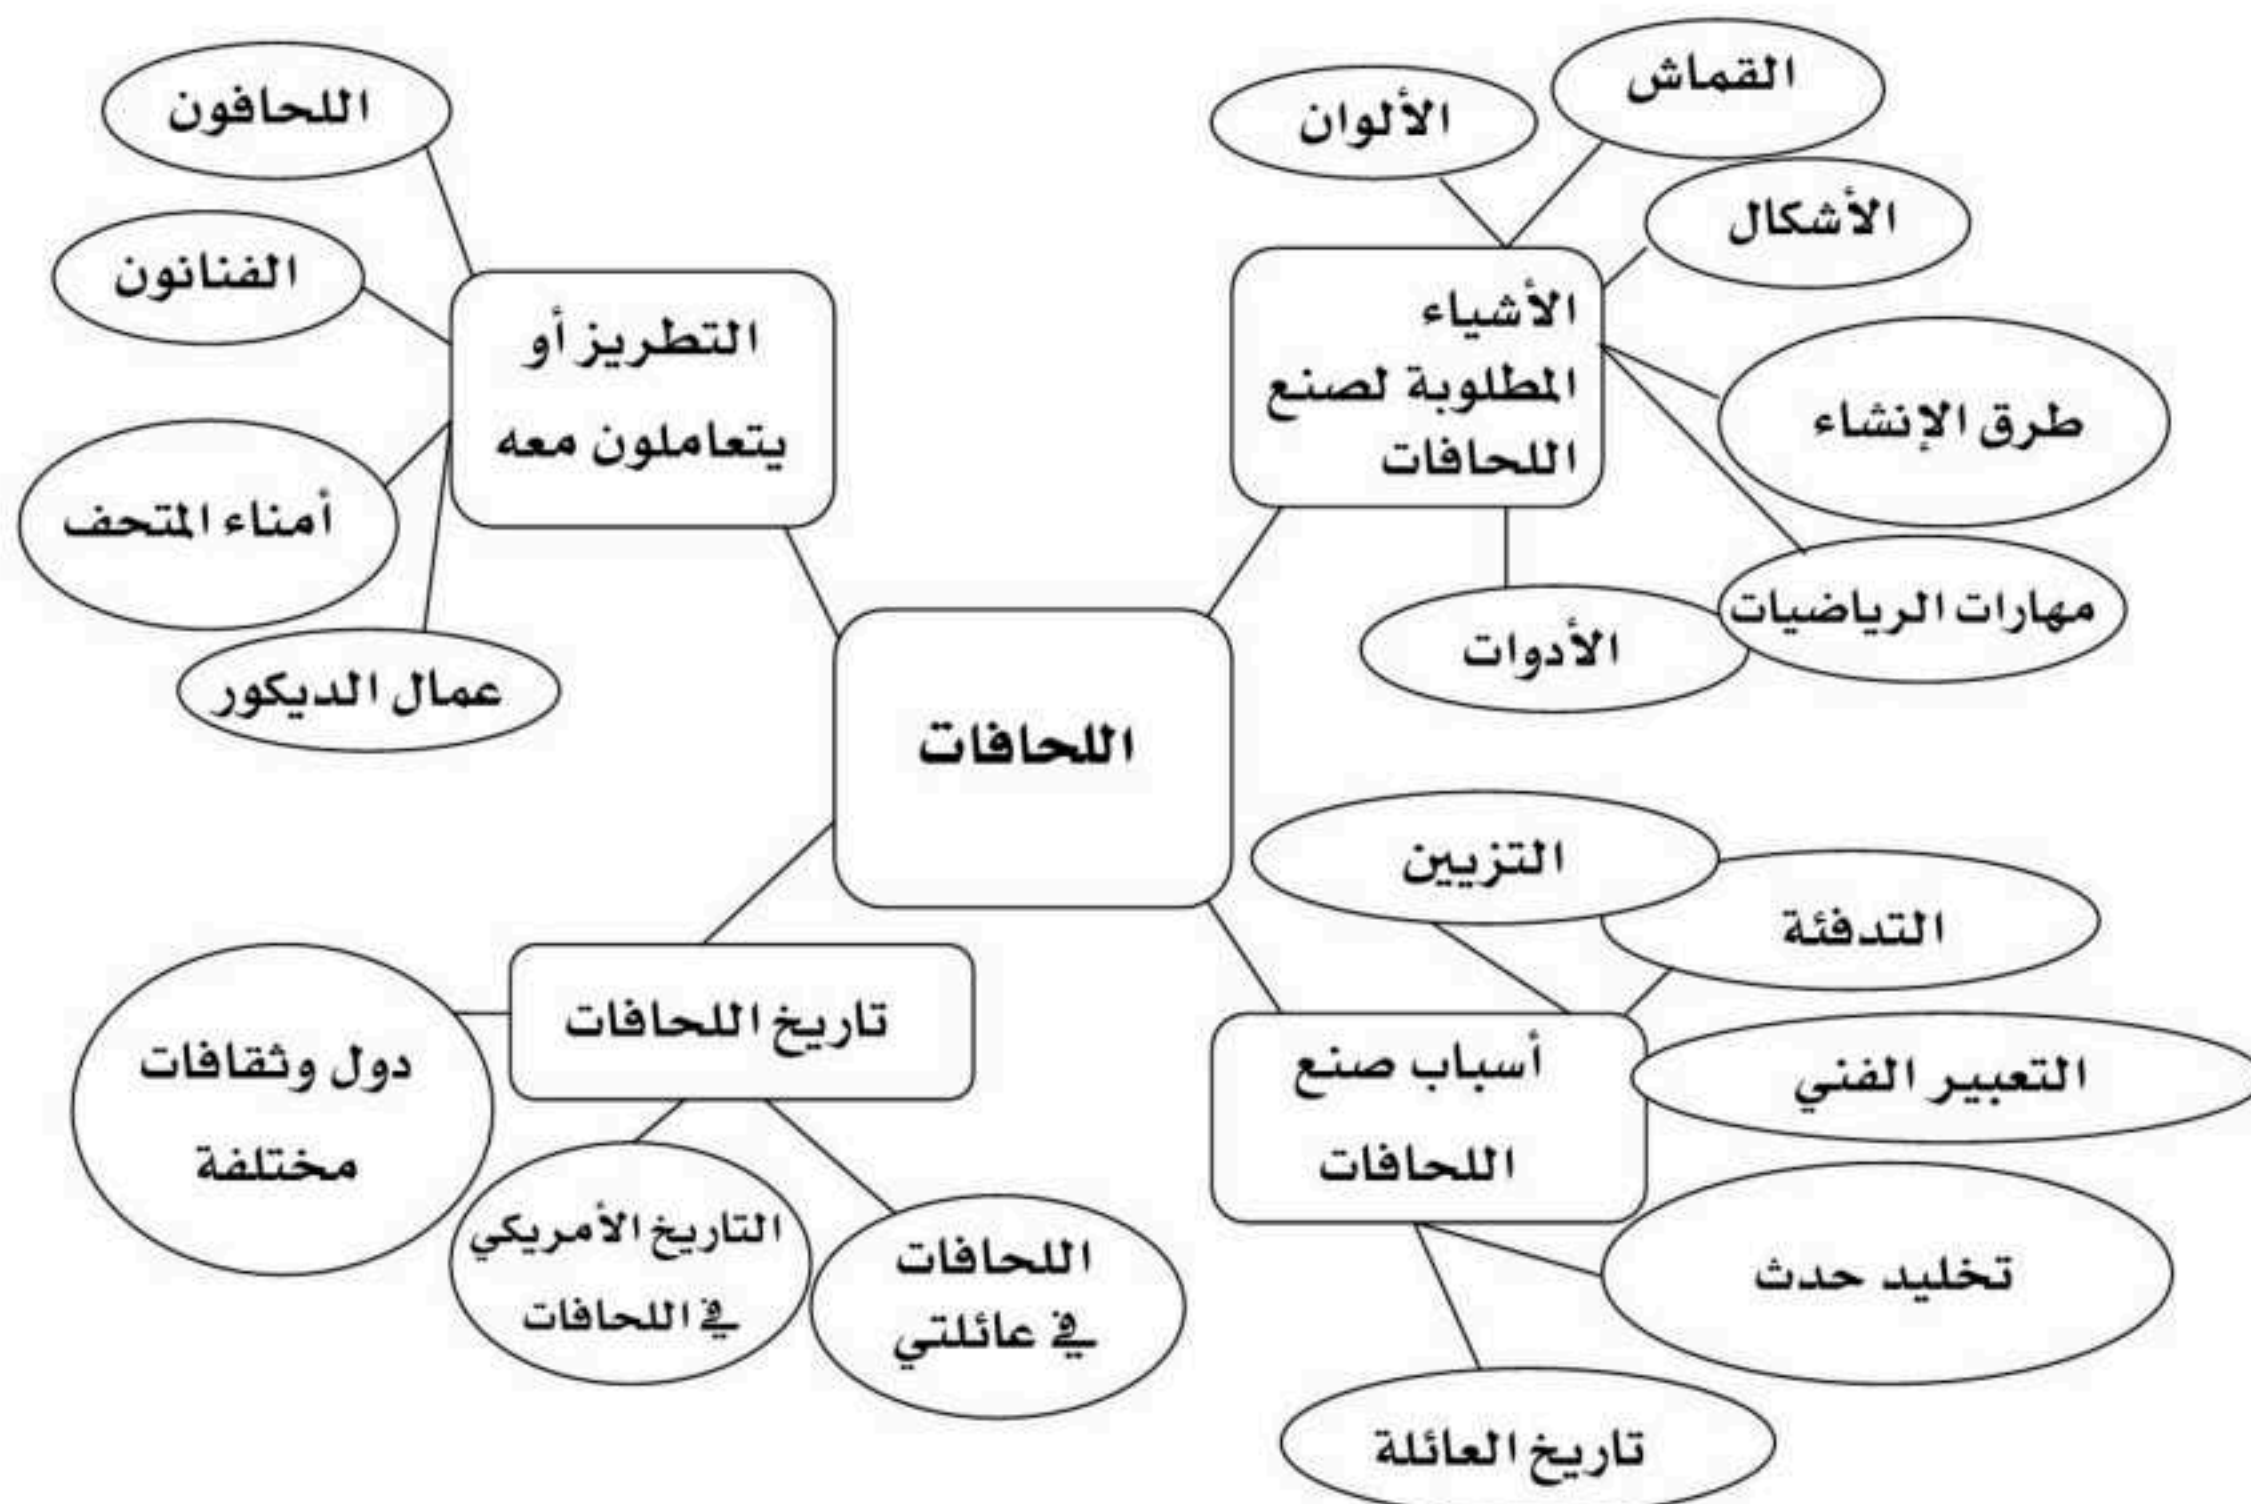 القماش
الألوان
الأشكال
الأشياء
المطلوبة لصنع
اللحافات
طرق الإنشاء
مهارات الرياضيات
الأدوات
اللحافون
الفنانون
التطريز أو
يتعاملون معه
أمناء المتحف
عمال الديكور
اللحافات
التزيين
التدفئة
أسباب صنع
اللحافات
التعبير الفني
تخليد حدث
تاريخ العائلة
تاريخ اللحافات
اللحافات
في عائلتي
التاريخ الأمريكي
في اللحافات
دول وثقافات
مختلفة